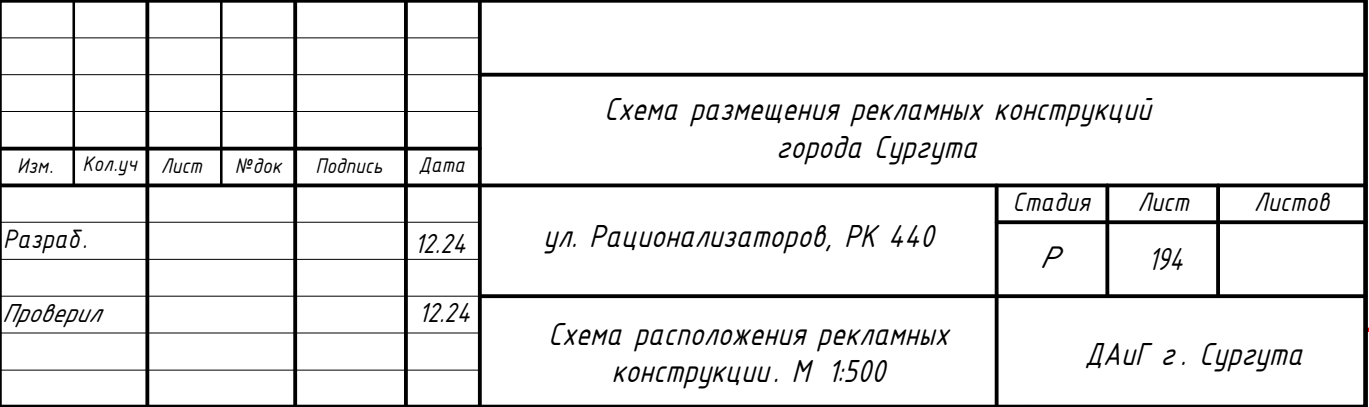 Схема размещения рекламных конструкций
города Сургута
Изм. Кол.уч Лист №док Подпись Дата
Стадия Лист Листов
Разраб. 12.24
ул. Рационализаторов, РК 440
Р 194
Проверил 12.24
Схема расположения рекламных
конструкции. М 1:500
ДАиГ г. Сургута